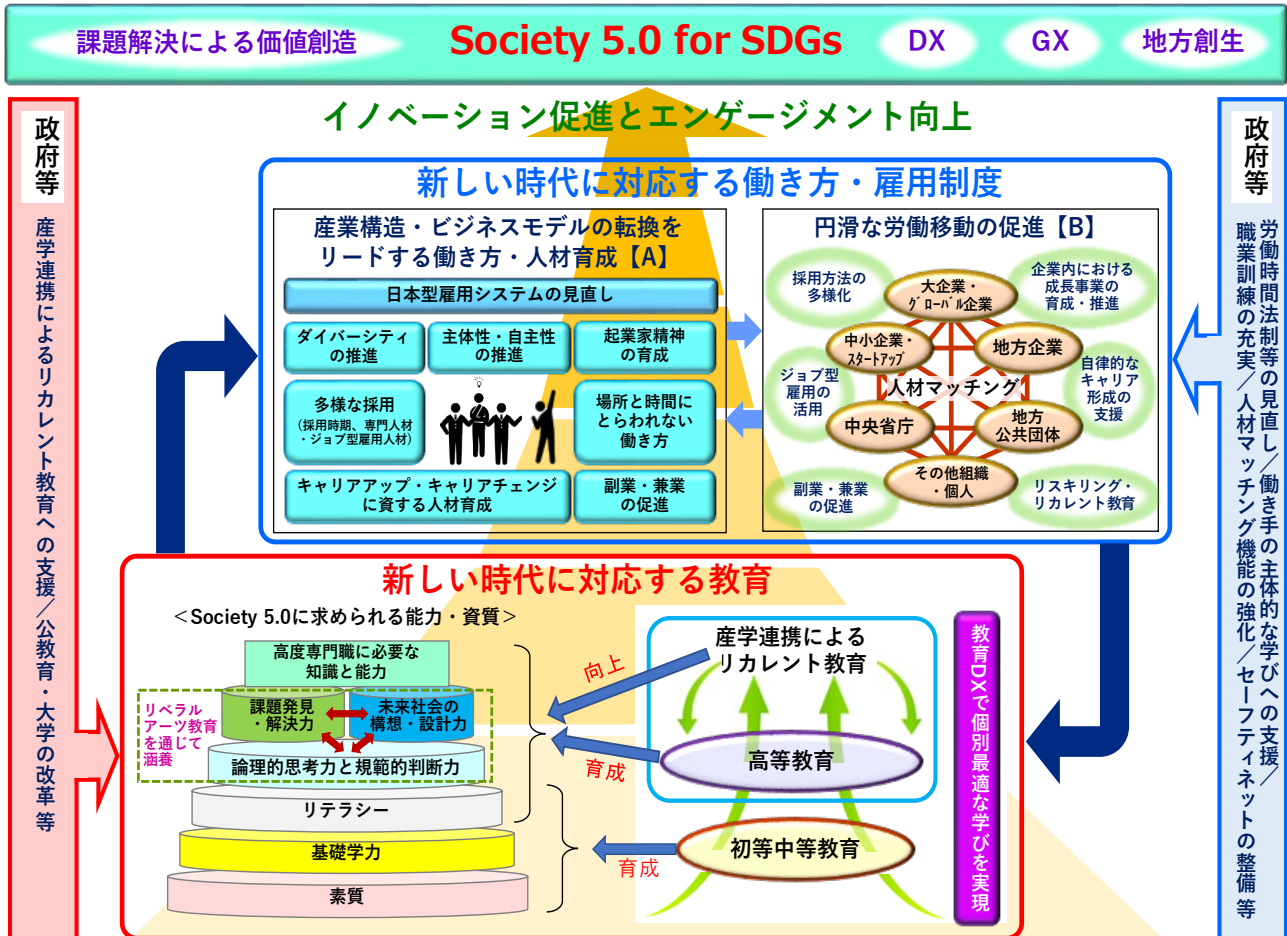 課題解決による価値創造
Society 5.0 for SDGs
DX
GX
地方創生
イノベーション促進とエンゲージメント向上
政府等
産学連携によるリカレント教育への支援／公教育・大学の改革 等
新しい時代に対応する働き方・雇用制度
産業構造・ビジネスモデルの転換を
リードする働き方・人材育成【A】
日本型雇用システムの見直し
ダイバーシティ
の推進
主体性・自主性
の推進
起業家精神
の育成
多様な採用
(採用時期、専門人材
・ジョブ型雇用人材)
場所と時間に
とらわれない
働き方
キャリアアップ・キャリアチェンジ
に資する人材育成
副業・兼業
の促進
円滑な労働移動の促進【B】
採用方法の
多様化
大企業・
グローバル企業
企業内における
成長事業の
育成・推進
中小企業・
スタートアップ
地方企業
ジョブ型
雇用の
活用
人材マッチング
自律的な
キャリア
形成の
支援
中央省庁
地方
公共団体
その他組織
・個人
副業・兼業
の促進
リスキリング・
リカレント教育
政府等
労働時間法制等の見直し／働き手の主体的な学びへの支援／
職業訓練の充実／人材マッチング機能の強化／セーフティネットの整備 等
新しい時代に対応する教育
＜Society 5.0に求められる能力・資質＞
高度専門職に必要な
知識と能力
リベラル
アーツ教育
を通じて
涵養
課題発見
・解決力
未来社会の
構想・設計力
論理的思考力と規範的判断力
リテラシー
基礎学力
素質
向上
育成
育成
産学連携による
リカレント教育
高等教育
初等中等教育
教育DXで個別最適な学びを実現